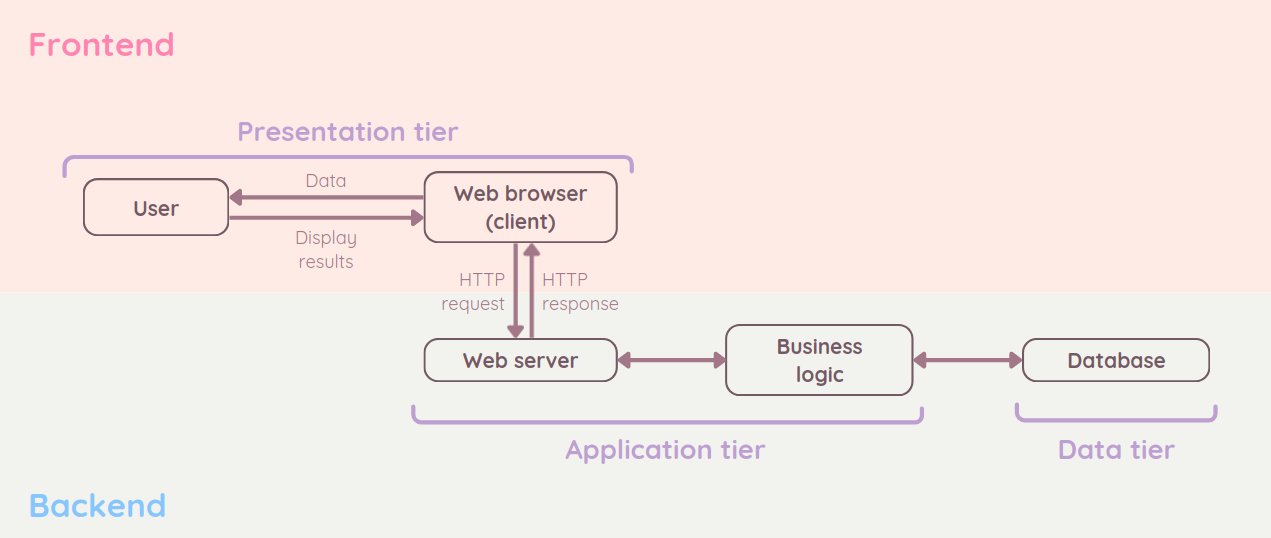 Frontend
Presentation tier
User
Data
Display
results
Web browser
(client)
HTTP
request
HTTP
response
Web server
Business
logic
Database
Application tier
Data tier
Backend